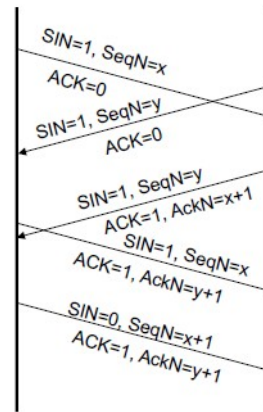 SIN=1, SeqN=x
ACK=0
SIN=1, SeqN=y
ACK=0
SIN=1, SeqN=y
ACK=1, AckN=x+1
SIN=1, SeqN=x
ACK=1, AckN=y+1
SIN=0, SeqN=x+1
ACK=1, AckN=y+1